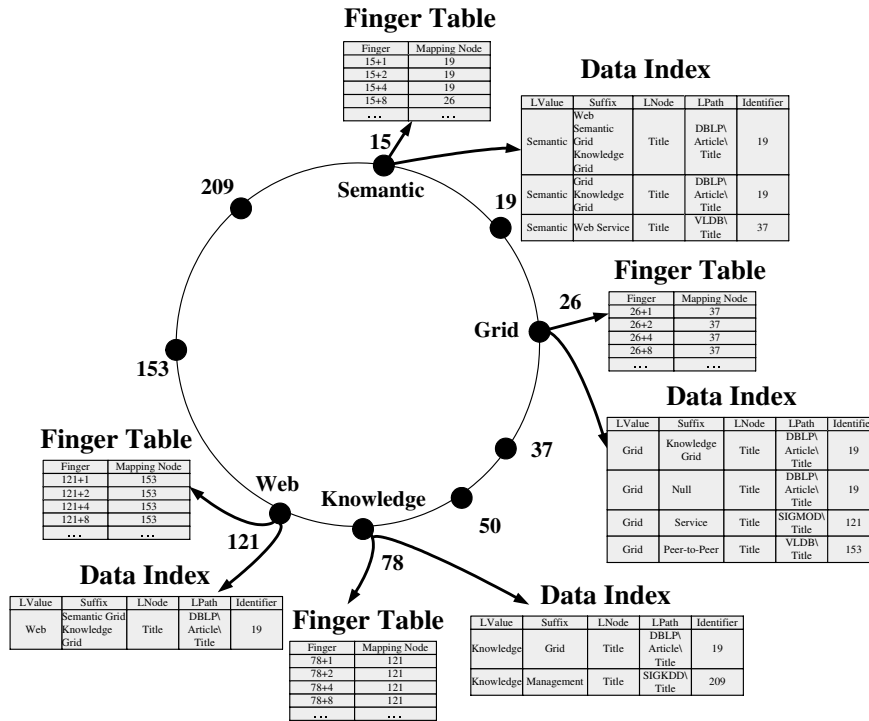 Finger Table
Finger Mapping Node
15+1 19
15+2 19
15+4 19
15+8 26
... ...
Data Index
LValue Suffix LNode LPath Identifier
Semantic Web Semantic Grid Knowledge Grid Title DBLP\Article\Title 19
Semantic Grid Knowledge Grid Title DBLP\Article\Title 19
Semantic Web Service Title VLDB\Title 37
15
Semantic
209
19
Finger Table
Finger Mapping Node
26+1 37
26+2 37
26+4 37
26+8 37
... ...
26
Grid
153
Data Index
LValue Suffix LNode LPath Identifier
Grid Knowledge Grid Title DBLP\Article\Title 19
Grid Null Title DBLP\Article\Title 19
Grid Service Title SIGMOD\Title 121
Grid Peer-to-Peer Title VLDB\Title 153
37
50
Finger Table
Finger Mapping Node
121+1 153
121+2 153
121+4 153
121+8 153
... ...
Web
121
Knowledge
78
Data Index
LValue Suffix LNode LPath Identifier
Web Semantic Grid Knowledge Grid Title DBLP\Article\Title 19
Finger Table
Finger Mapping Node
78+1 121
78+2 121
78+4 121
78+8 121
... ...
Data Index
LValue Suffix LNode LPath Identifier
Knowledge Grid Title DBLP\Article\Title 19
Knowledge Management Title SIGKDD\Title 209